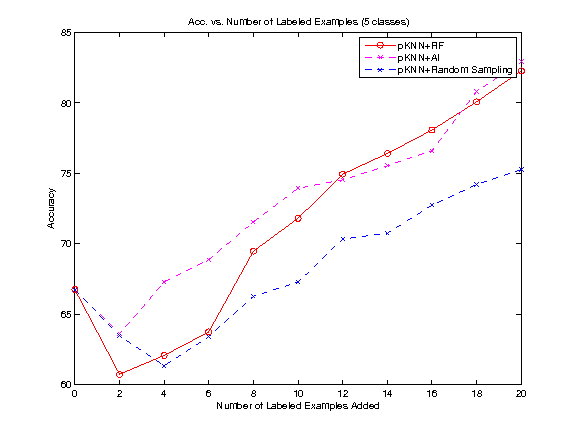 Acc. vs. Number of Labeled Examples (5 classes)
85
pKNN+RF
pKNN+AI
pKNN+Random Sampling
80
75
Accuracy
70
65
60
0 2 4 6 8 10 12 14 16 18 20
Number of Labeled Examples Added